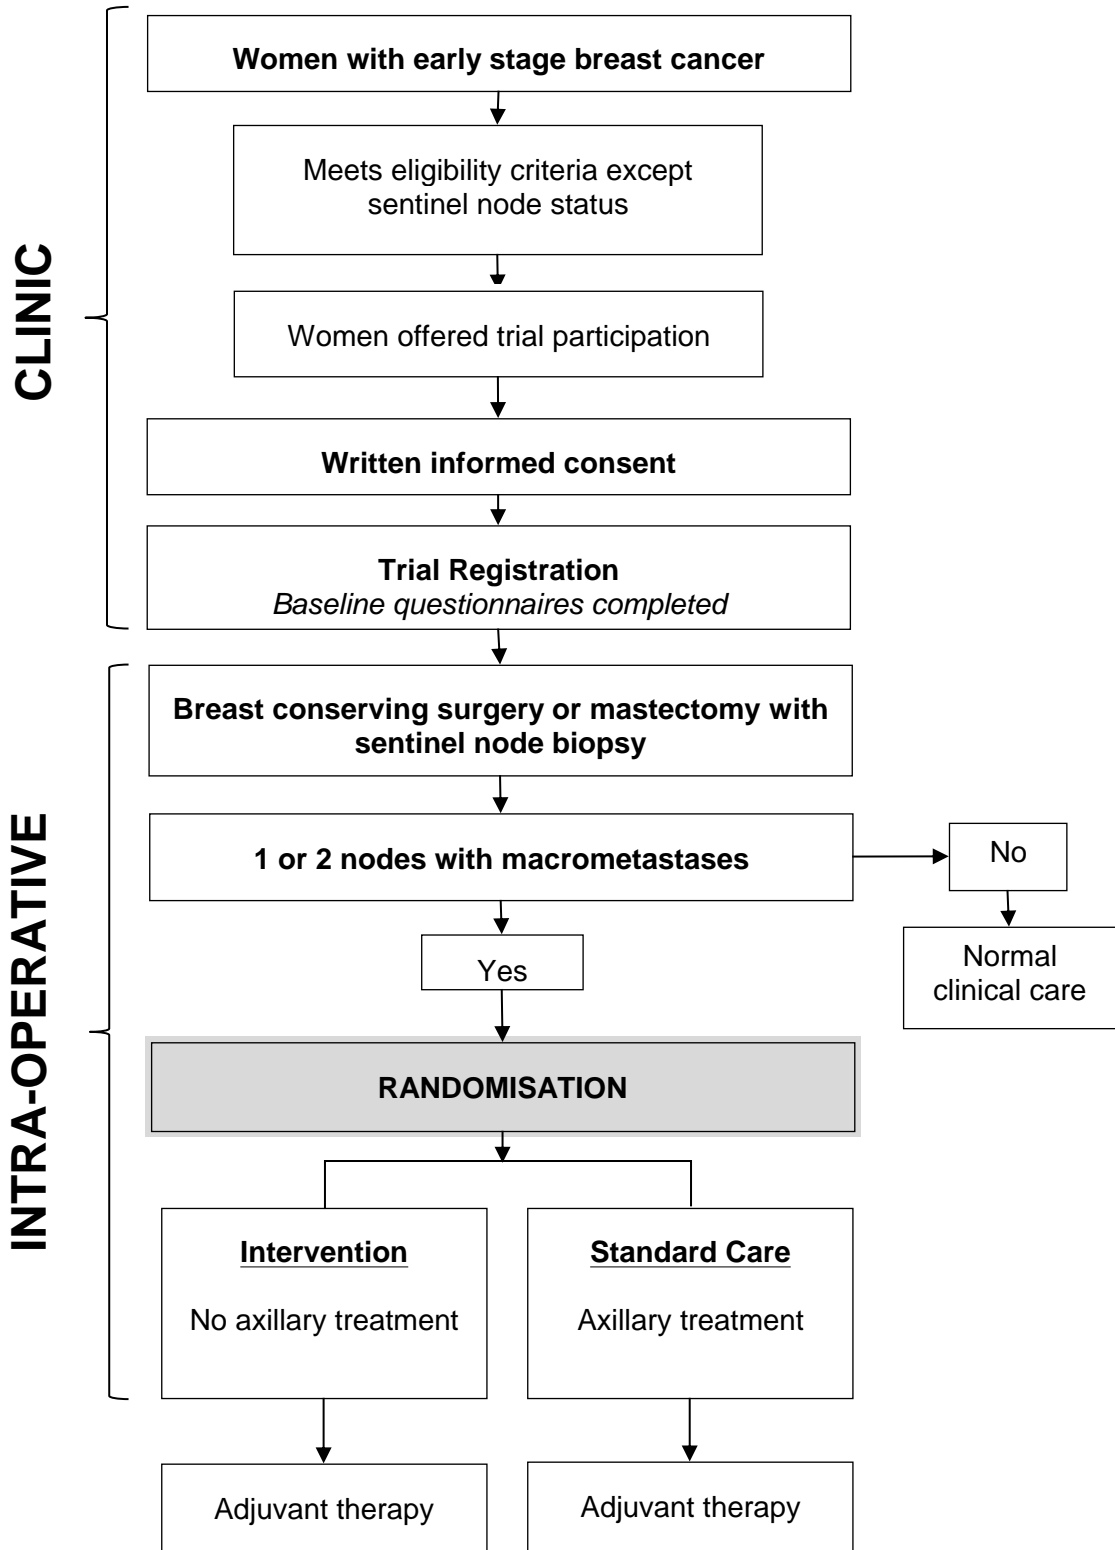 CLINIC
Women with early stage breast cancer
Meets eligibility criteria except
sentinel node status
Women offered trial participation
Written informed consent
Trial Registration
Baseline questionnaires completed
INTRA-OPERATIVE
Breast conserving surgery or mastectomy with
sentinel node biopsy
1 or 2 nodes with macrometastases
No
Normal
clinical care
Yes
RANDOMISATION
Intervention
No axillary treatment
Standard Care
Axillary treatment
Adjuvant therapy
Adjuvant therapy